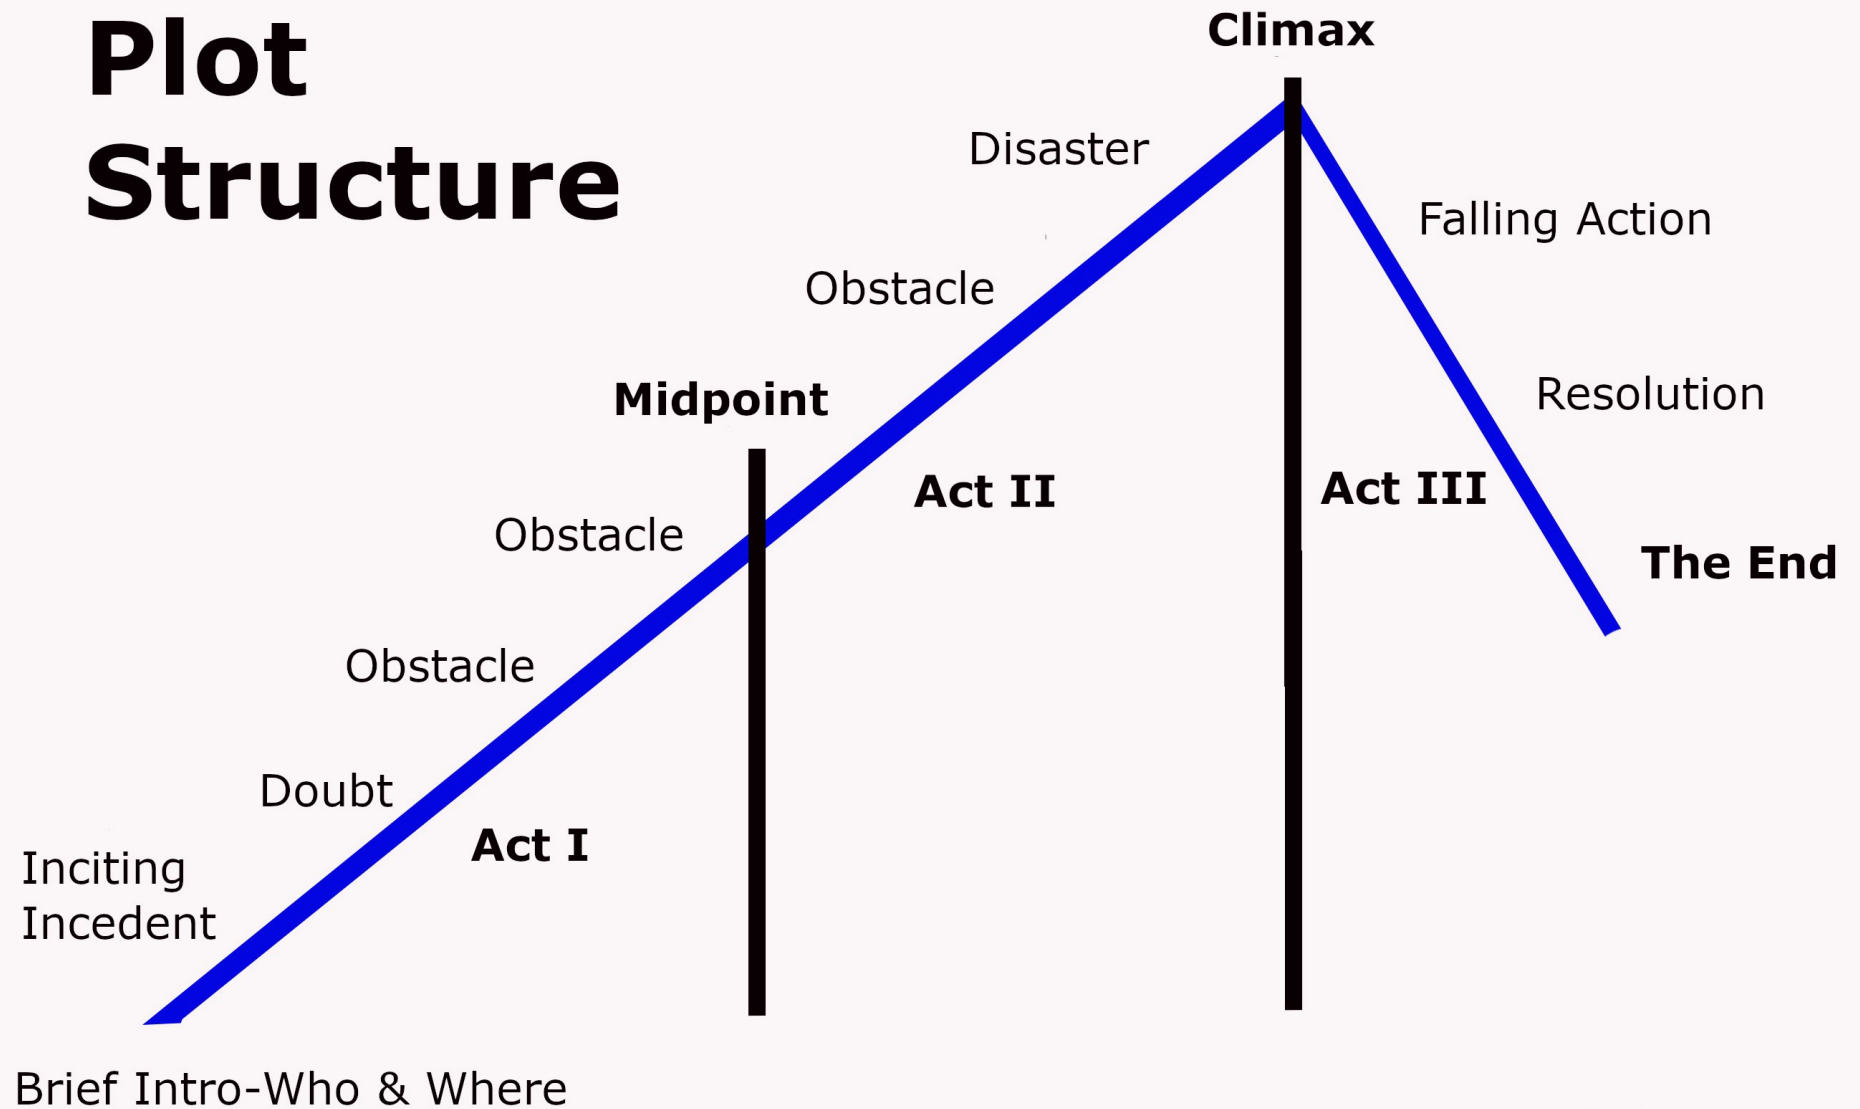 Plot
Structure
Climax
Disaster
Falling Action
Obstacle
Resolution
Midpoint
Act II
Act III
Obstacle
The End
Obstacle
Doubt
Act I
Inciting
Incedent
Brief Intro-Who & Where